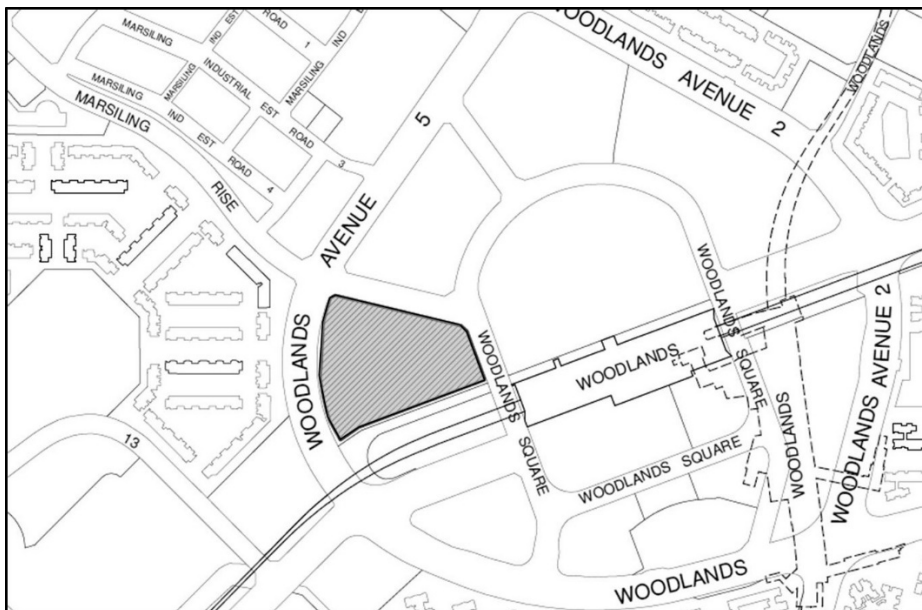 MARSILING
IND EST
ROAD
1
MARSILING IND
WOODLANDS AVENUE 2
WOODLANDS
MARSILING
IND
EST
ROAD
4
MARSILING
INDUSTRIAL
EST
ROAD
3
MARSILING
RISE
AVENUE 5
WOODLANDS
WOODLANDS SQUARE
WOODLANDS
WOODLANDS SQUARE
WOODLANDS AVENUE 2
WOODLANDS
WOODLANDS SQUARE
13
WOODLANDS